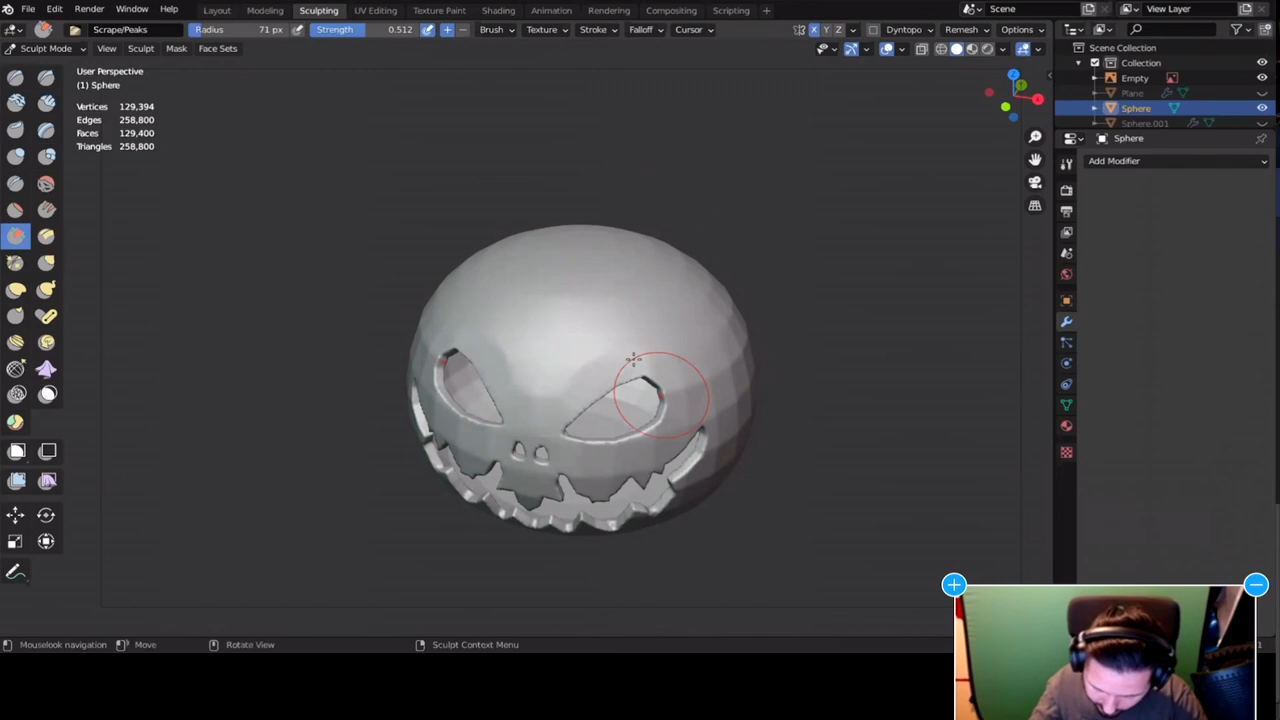 File Edit Render Window Help Layout Modeling Sculpting UV Editing Texture Paint Shading Animation Rendering Compositing Scripting + Scene View Layer
Scrape/Peaks Radius 71 px Strength 0.512 Brush Texture Stroke Falloff Cursor X Y Z Dyntopo Remesh Options
Sculpt Mode View Sculpt Mask Face Sets
Scene Collection
Collection
Empty
Plane
Sphere
Sphere.001
User Perspective
(1) Sphere
Vertices 129,394
Edges 258,800
Faces 129,400
Triangles 258,800
Z
Y
X
Sphere
Add Modifier
Mouselook navigation Move Rotate View Sculpt Context Menu